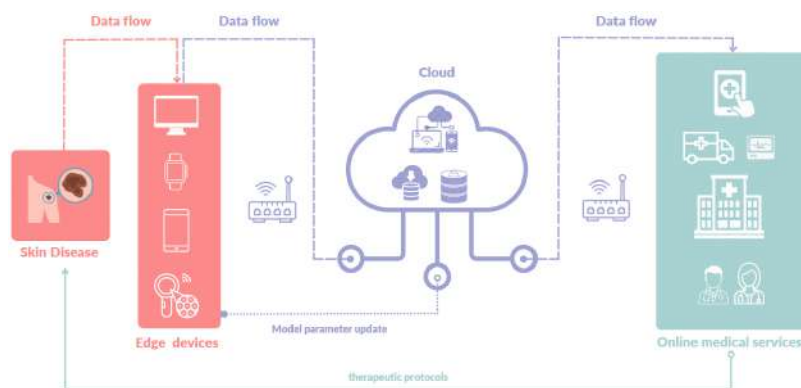 Data flow
Data flow
Data flow
Cloud
Skin Disease
Model parameter update
Edge devices
Online medical services
therapeutic protocols